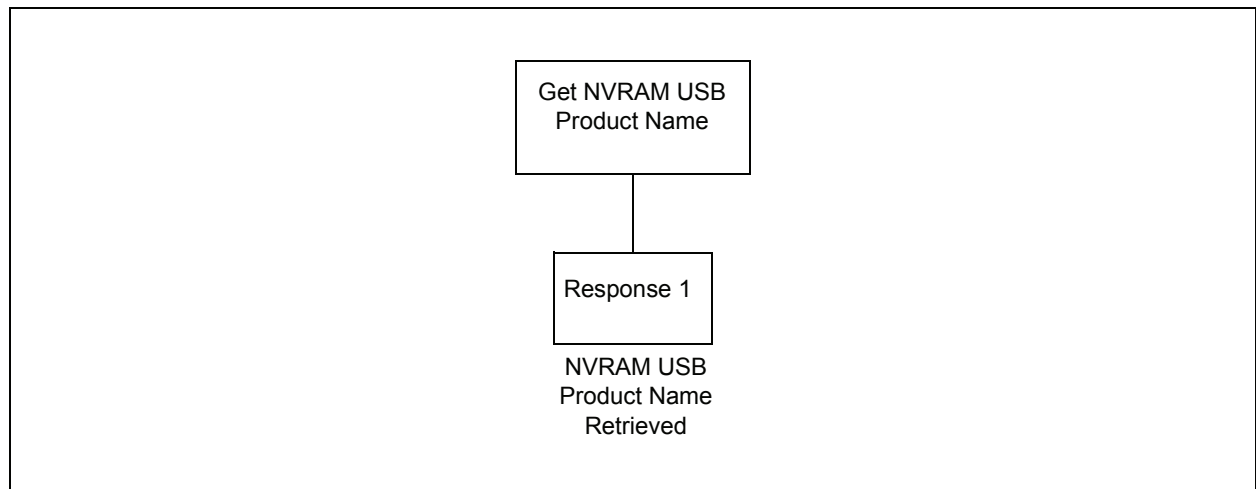 Get NVRAM USB
Product Name
Response 1
NVRAM USB
Product Name
Retrieved